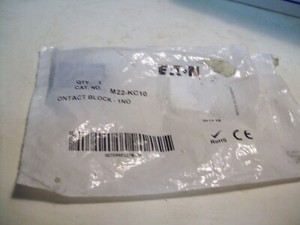 QTY. 1
CAT NO. M22-KC10
ONTACT BLOCK - 1NO
EATON
RoHS
CE